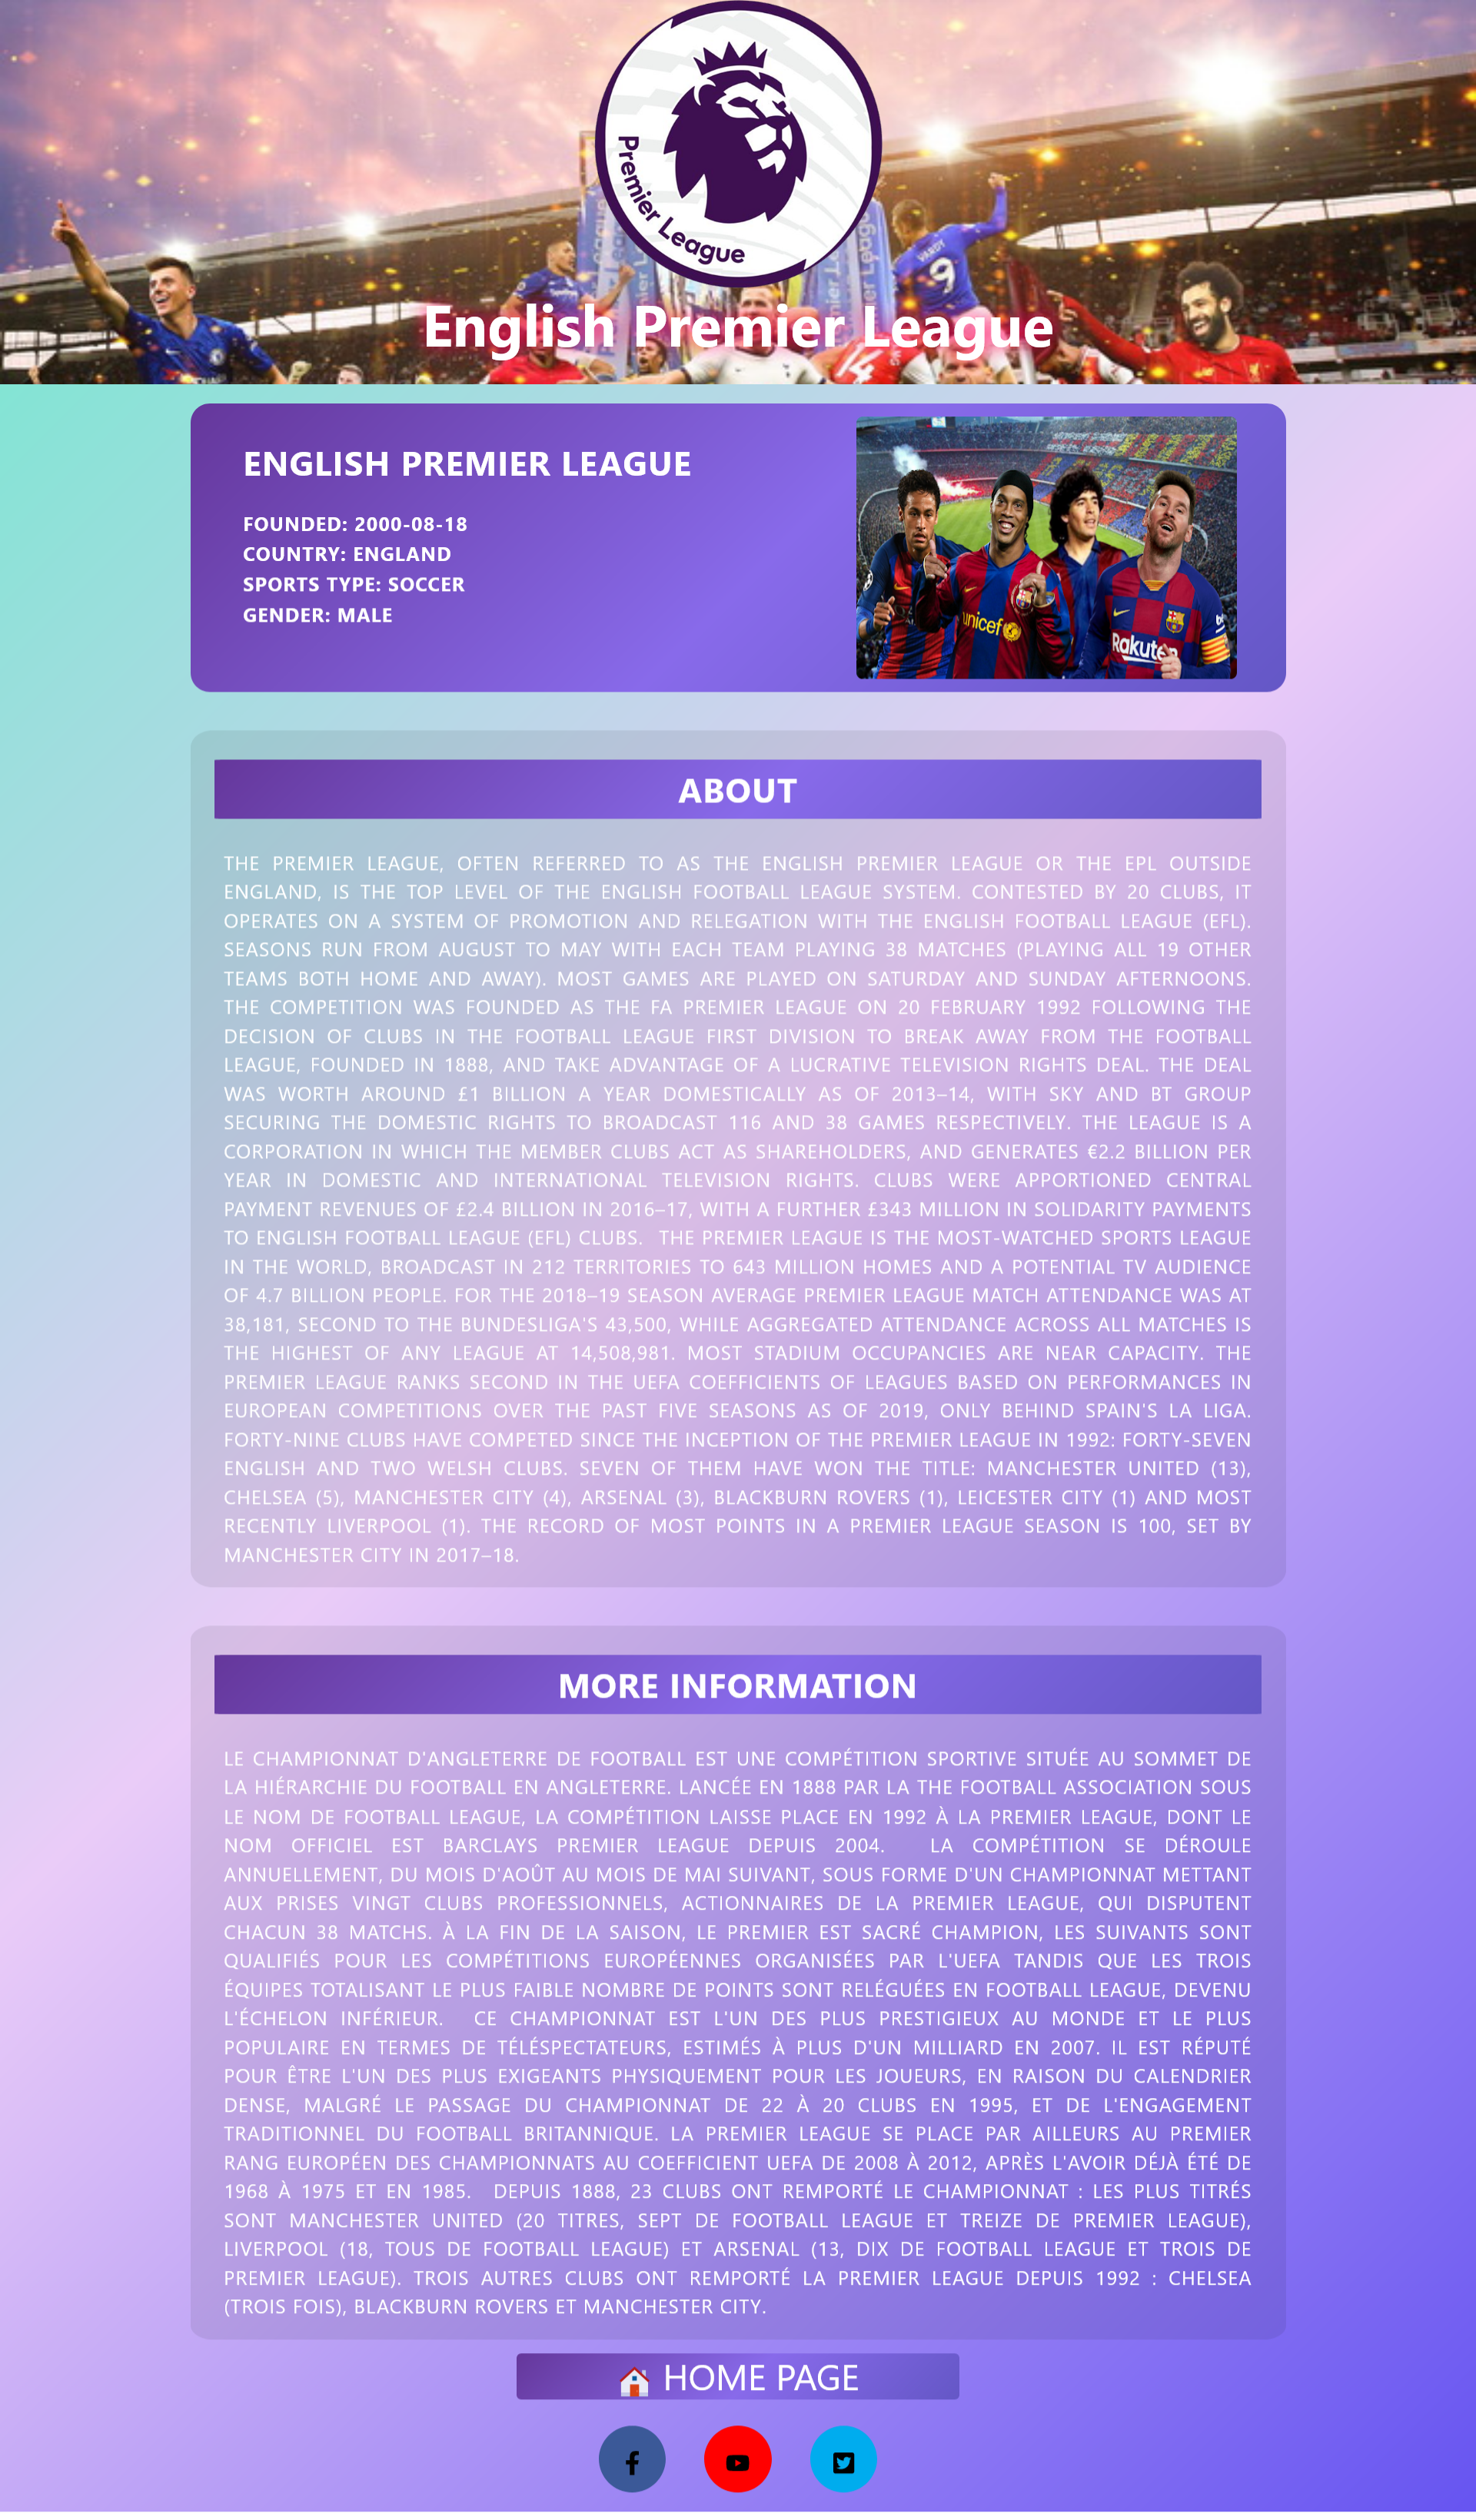 Premier League
VARDY
9
14
English Premier League
ENGLISH PREMIER LEAGUE
FOUNDED: 2000-08-18
COUNTRY: ENGLAND
SPORTS TYPE: SOCCER
GENDER: MALE
unicef
Rakuten
ABOUT
THE PREMIER LEAGUE, OFTEN REFERRED TO AS THE ENGLISH PREMIER LEAGUE OR THE EPL OUTSIDE
ENGLAND, IS THE TOP LEVEL OF THE ENGLISH FOOTBALL LEAGUE SYSTEM. CONTESTED BY 20 CLUBS, IT
OPERATES ON A SYSTEM OF PROMOTION AND RELEGATION WITH THE ENGLISH FOOTBALL LEAGUE (EFL).
SEASONS RUN FROM AUGUST TO MAY WITH EACH TEAM PLAYING 38 MATCHES (PLAYING ALL 19 OTHER
TEAMS BOTH HOME AND AWAY). MOST GAMES ARE PLAYED ON SATURDAY AND SUNDAY AFTERNOONS.
THE COMPETITION WAS FOUNDED AS THE FA PREMIER LEAGUE ON 20 FEBRUARY 1992 FOLLOWING THE
DECISION OF CLUBS IN THE FOOTBALL LEAGUE FIRST DIVISION TO BREAK AWAY FROM THE FOOTBALL
LEAGUE, FOUNDED IN 1888, AND TAKE ADVANTAGE OF A LUCRATIVE TELEVISION RIGHTS DEAL. THE DEAL
WAS WORTH AROUND £1 BILLION A YEAR DOMESTICALLY AS OF 2013–14, WITH SKY AND BT GROUP
SECURING THE DOMESTIC RIGHTS TO BROADCAST 116 AND 38 GAMES RESPECTIVELY. THE LEAGUE IS A
CORPORATION IN WHICH THE MEMBER CLUBS ACT AS SHAREHOLDERS, AND GENERATES €2.2 BILLION PER
YEAR IN DOMESTIC AND INTERNATIONAL TELEVISION RIGHTS. CLUBS WERE APPORTIONED CENTRAL
PAYMENT REVENUES OF £2.4 BILLION IN 2016–17, WITH A FURTHER £343 MILLION IN SOLIDARITY PAYMENTS
TO ENGLISH FOOTBALL LEAGUE (EFL) CLUBS. THE PREMIER LEAGUE IS THE MOST-WATCHED SPORTS LEAGUE
IN THE WORLD, BROADCAST IN 212 TERRITORIES TO 643 MILLION HOMES AND A POTENTIAL TV AUDIENCE
OF 4.7 BILLION PEOPLE. FOR THE 2018–19 SEASON AVERAGE PREMIER LEAGUE MATCH ATTENDANCE WAS AT
38,181, SECOND TO THE BUNDESLIGA'S 43,500, WHILE AGGREGATED ATTENDANCE ACROSS ALL MATCHES IS
THE HIGHEST OF ANY LEAGUE AT 14,508,981. MOST STADIUM OCCUPANCIES ARE NEAR CAPACITY. THE
PREMIER LEAGUE RANKS SECOND IN THE UEFA COEFFICIENTS OF LEAGUES BASED ON PERFORMANCES IN
EUROPEAN COMPETITIONS OVER THE PAST FIVE SEASONS AS OF 2019, ONLY BEHIND SPAIN'S LA LIGA.
FORTY-NINE CLUBS HAVE COMPETED SINCE THE INCEPTION OF THE PREMIER LEAGUE IN 1992: FORTY-SEVEN
ENGLISH AND TWO WELSH CLUBS. SEVEN OF THEM HAVE WON THE TITLE: MANCHESTER UNITED (13),
CHELSEA (5), MANCHESTER CITY (4), ARSENAL (3), BLACKBURN ROVERS (1), LEICESTER CITY (1) AND MOST
RECENTLY LIVERPOOL (1). THE RECORD OF MOST POINTS IN A PREMIER LEAGUE SEASON IS 100, SET BY
MANCHESTER CITY IN 2017–18.
MORE INFORMATION
LE CHAMPIONNAT D'ANGLETERRE DE FOOTBALL EST UNE COMPÉTITION SPORTIVE SITUÉE AU SOMMET DE
LA HIÉRARCHIE DU FOOTBALL EN ANGLETERRE. LANCÉE EN 1888 PAR LA THE FOOTBALL ASSOCIATION SOUS
LE NOM DE FOOTBALL LEAGUE, LA COMPÉTITION LAISSE PLACE EN 1992 À LA PREMIER LEAGUE, DONT LE
NOM OFFICIEL EST BARCLAYS PREMIER LEAGUE DEPUIS 2004. LA COMPÉTITION SE DÉROULE
ANNUELLEMENT, DU MOIS D'AOÛT AU MOIS DE MAI SUIVANT, SOUS FORME D'UN CHAMPIONNAT METTANT
AUX PRISES VINGT CLUBS PROFESSIONNELS, ACTIONNAIRES DE LA PREMIER LEAGUE, QUI DISPUTENT
CHACUN 38 MATCHS. À LA FIN DE LA SAISON, LE PREMIER EST SACRÉ CHAMPION, LES SUIVANTS SONT
QUALIFIÉS POUR LES COMPÉTITIONS EUROPÉENNES ORGANISÉES PAR L'UEFA TANDIS QUE LES TROIS
ÉQUIPES TOTALISANT LE PLUS FAIBLE NOMBRE DE POINTS SONT RELÉGUÉES EN FOOTBALL LEAGUE, DEVENU
L'ÉCHELON INFÉRIEUR. CE CHAMPIONNAT EST L'UN DES PLUS PRESTIGIEUX AU MONDE ET LE PLUS
POPULAIRE EN TERMES DE TÉLÉSPECTATEURS, ESTIMÉS À PLUS D'UN MILLIARD EN 2007. IL EST RÉPUTÉ
POUR ÊTRE L'UN DES PLUS EXIGEANTS PHYSIQUEMENT POUR LES JOUEURS, EN RAISON DU CALENDRIER
DENSE, MALGRÉ LE PASSAGE DU CHAMPIONNAT DE 22 À 20 CLUBS EN 1995, ET DE L'ENGAGEMENT
TRADITIONNEL DU FOOTBALL BRITANNIQUE. LA PREMIER LEAGUE SE PLACE PAR AILLEURS AU PREMIER
RANG EUROPÉEN DES CHAMPIONNATS AU COEFFICIENT UEFA DE 2008 À 2012, APRÈS L'AVOIR DÉJÀ ÉTÉ DE
1968 À 1975 ET EN 1985. DEPUIS 1888, 23 CLUBS ONT REMPORTÉ LE CHAMPIONNAT : LES PLUS TITRÉS
SONT MANCHESTER UNITED (20 TITRES, SEPT DE FOOTBALL LEAGUE ET TREIZE DE PREMIER LEAGUE),
LIVERPOOL (18, TOUS DE FOOTBALL LEAGUE) ET ARSENAL (13, DIX DE FOOTBALL LEAGUE ET TROIS DE
PREMIER LEAGUE). TROIS AUTRES CLUBS ONT REMPORTÉ LA PREMIER LEAGUE DEPUIS 1992 : CHELSEA
(TROIS FOIS), BLACKBURN ROVERS ET MANCHESTER CITY.
HOME PAGE